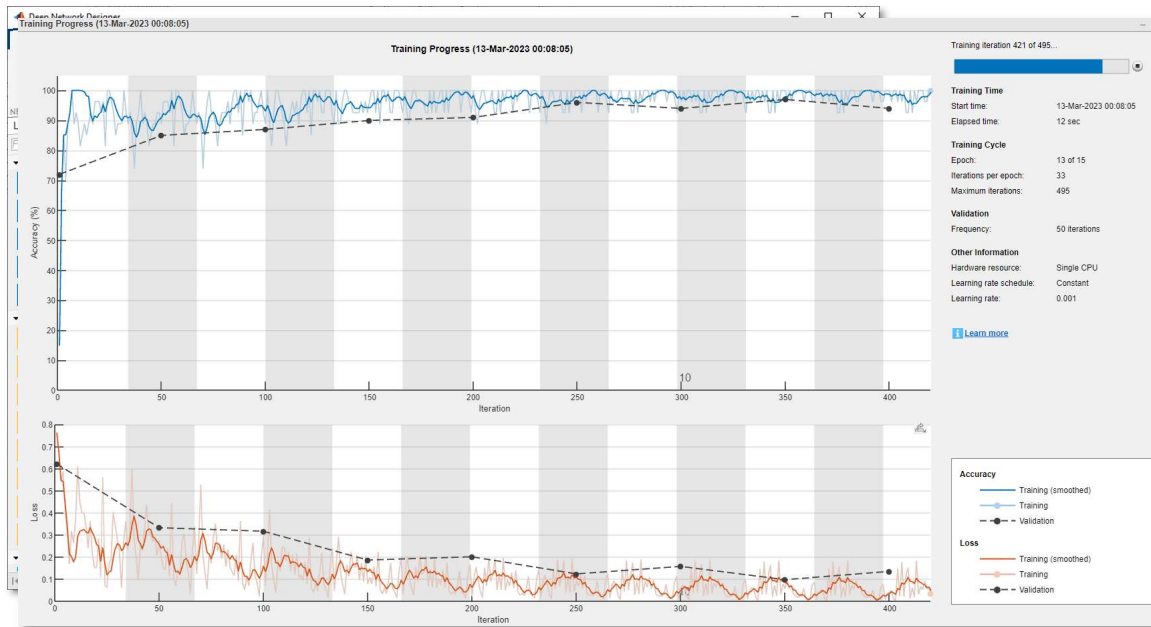 Deep Network Designer
Training Progress (13-Mar-2023 00:08:05)
Training Progress (13-Mar-2023 00:08:05)
100
90
80
70
60
50
40
30
20
10
0
Accuracy (%)
10
0 50 100 150 200 250 300 350 400
Iteration
0.8
0.7
0.6
0.5
0.4
0.3
0.2
0.1
0
Loss
0 50 100 150 200 250 300 350 400
Iteration
Training iteration 421 of 495...
Training Time
Start time: 13-Mar-2023 00:08:05
Elapsed time: 12 sec
Training Cycle
Epoch: 13 of 15
Iterations per epoch: 33
Maximum iterations: 495
Validation
Frequency: 50 iterations
Other Information
Hardware resource: Single CPU
Learning rate schedule: Constant
Learning rate: 0.001
i Learn more
Accuracy
Training (smoothed)
Training
Validation
Loss
Training (smoothed)
Training
Validation